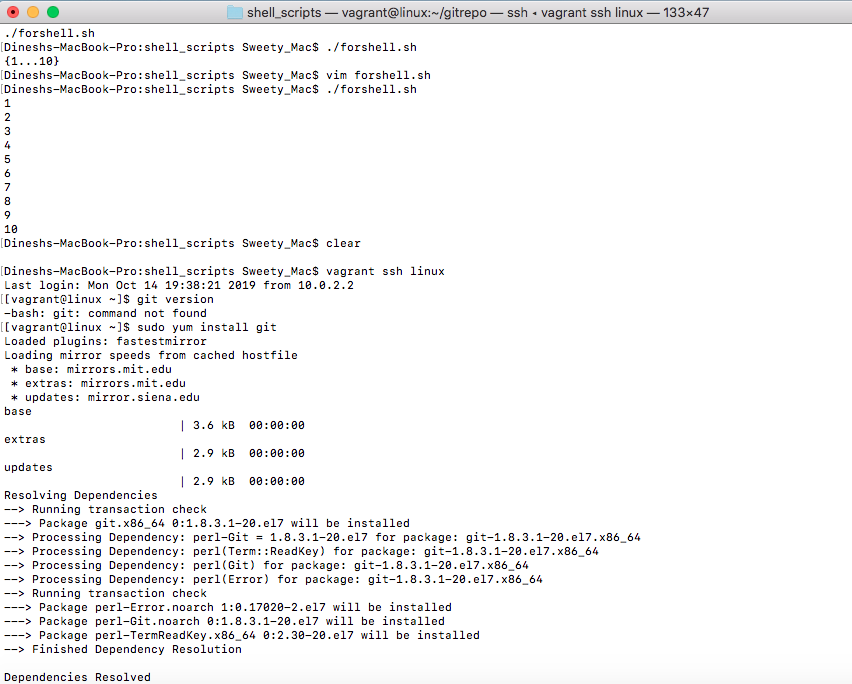 shell_scripts — vagrant@linux:~/gitrepo — ssh ◂ vagrant ssh linux — 133×47
./forshell.sh
[Dineshs-MacBook-Pro:shell_scripts Sweety_Mac$ ./forshell.sh
{1...10}
[Dineshs-MacBook-Pro:shell_scripts Sweety_Mac$ vim forshell.sh
[Dineshs-MacBook-Pro:shell_scripts Sweety_Mac$ ./forshell.sh
1
2
3
4
5
6
7
8
9
10
[Dineshs-MacBook-Pro:shell_scripts Sweety_Mac$ clear
[Dineshs-MacBook-Pro:shell_scripts Sweety_Mac$ vagrant ssh linux
Last login: Mon Oct 14 19:38:21 2019 from 10.0.2.2
[[vagrant@linux ~]$ git version
-bash: git: command not found
[[vagrant@linux ~]$ sudo yum install git
Loaded plugins: fastestmirror
Loading mirror speeds from cached hostfile
 * base: mirrors.mit.edu
 * extras: mirrors.mit.edu
 * updates: mirror.siena.edu
base
| 3.6 kB  00:00:00
extras
| 2.9 kB  00:00:00
updates
| 2.9 kB  00:00:00
Resolving Dependencies
--> Running transaction check
---> Package git.x86_64 0:1.8.3.1-20.el7 will be installed
--> Processing Dependency: perl-Git = 1.8.3.1-20.el7 for package: git-1.8.3.1-20.el7.x86_64
--> Processing Dependency: perl(Term::ReadKey) for package: git-1.8.3.1-20.el7.x86_64
--> Processing Dependency: perl(Git) for package: git-1.8.3.1-20.el7.x86_64
--> Processing Dependency: perl(Error) for package: git-1.8.3.1-20.el7.x86_64
--> Running transaction check
---> Package perl-Error.noarch 1:0.17020-2.el7 will be installed
---> Package perl-Git.noarch 0:1.8.3.1-20.el7 will be installed
---> Package perl-TermReadKey.x86_64 0:2.30-20.el7 will be installed
--> Finished Dependency Resolution
Dependencies Resolved